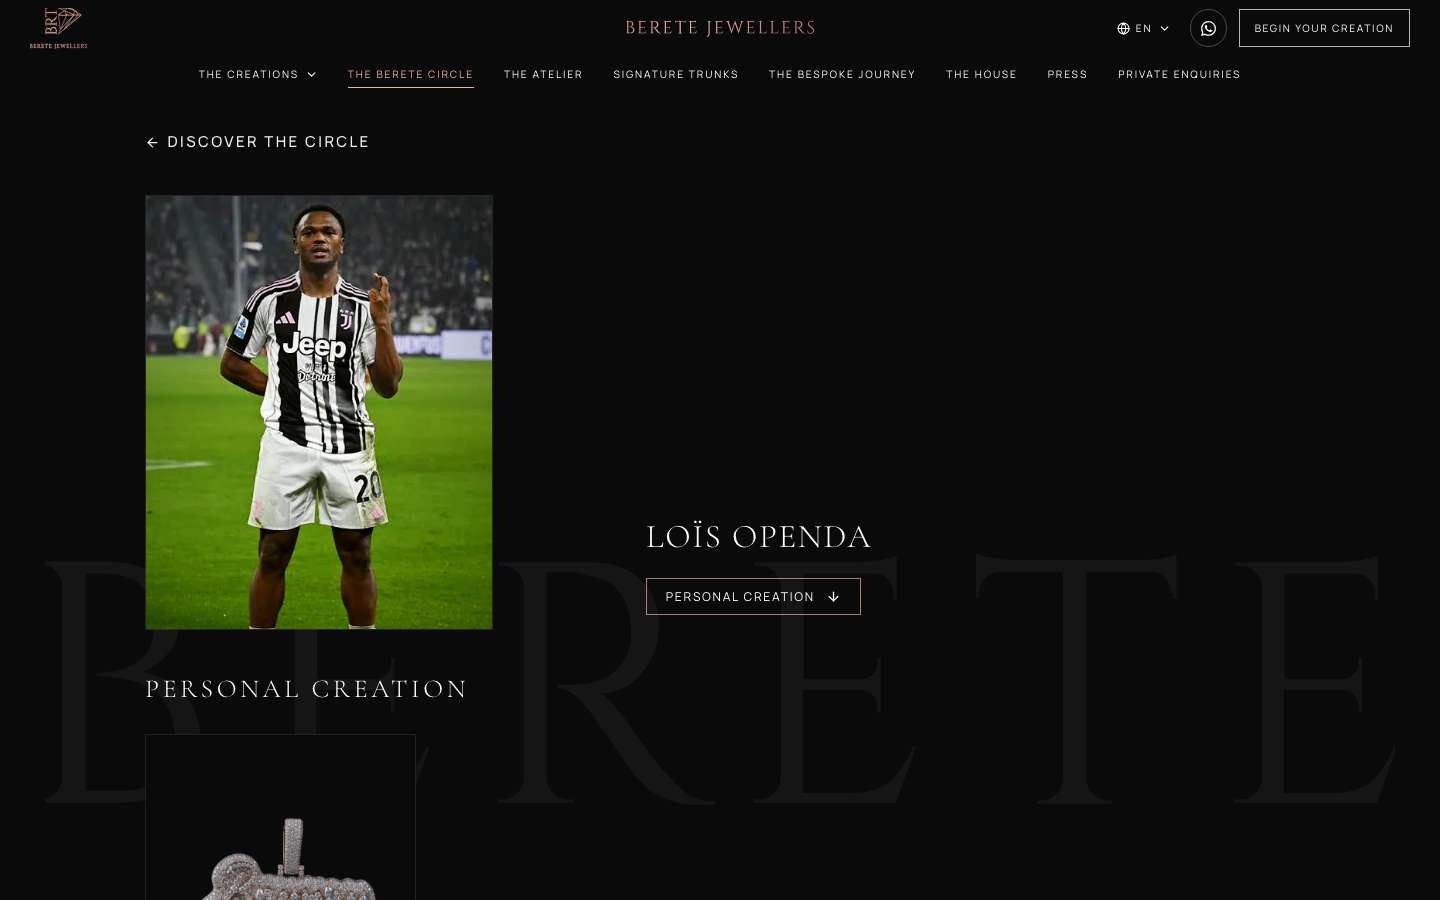 BRT
BERETE JEWELLERS
BERETE JEWELLERS
EN
BEGIN YOUR CREATION
THE CREATIONS
THE BERETE CIRCLE
THE ATELIER
SIGNATURE TRUNKS
THE BESPOKE JOURNEY
THE HOUSE
PRESS
PRIVATE ENQUIRIES
← DISCOVER THE CIRCLE
Jeep
20
LOÏS OPENDA
PERSONAL CREATION ↓
BERETE
PERSONAL CREATION